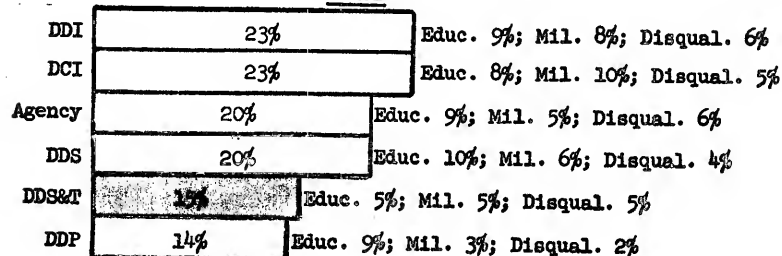 DDI 23% Educ. 9%; Mil. 8%; Disqual. 6%
DCI 23% Educ. 8%; Mil. 10%; Disqual. 5%
Agency 20% Educ. 9%; Mil. 5%; Disqual. 6%
DDS 20% Educ. 10%; Mil. 6%; Disqual. 4%
DDS&T 15% Educ. 5%; Mil. 5%; Disqual. 5%
DDP 14% Educ. 9%; Mil. 3%; Disqual. 2%